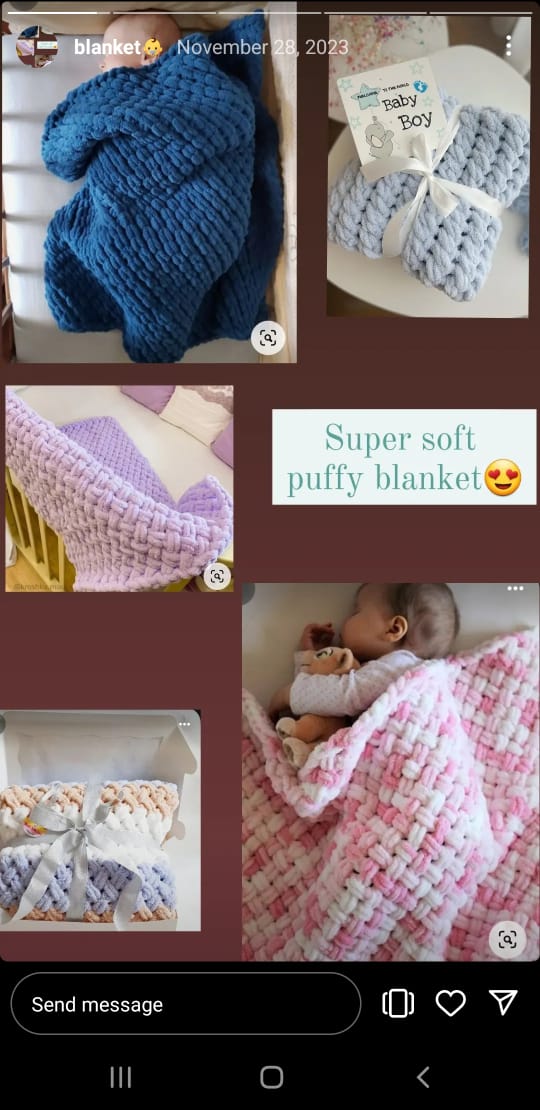 blanket👶 November 28, 2023
WELCOME TO THE WORLD
Baby
Boy
Super soft
puffy blanket😍
Send message